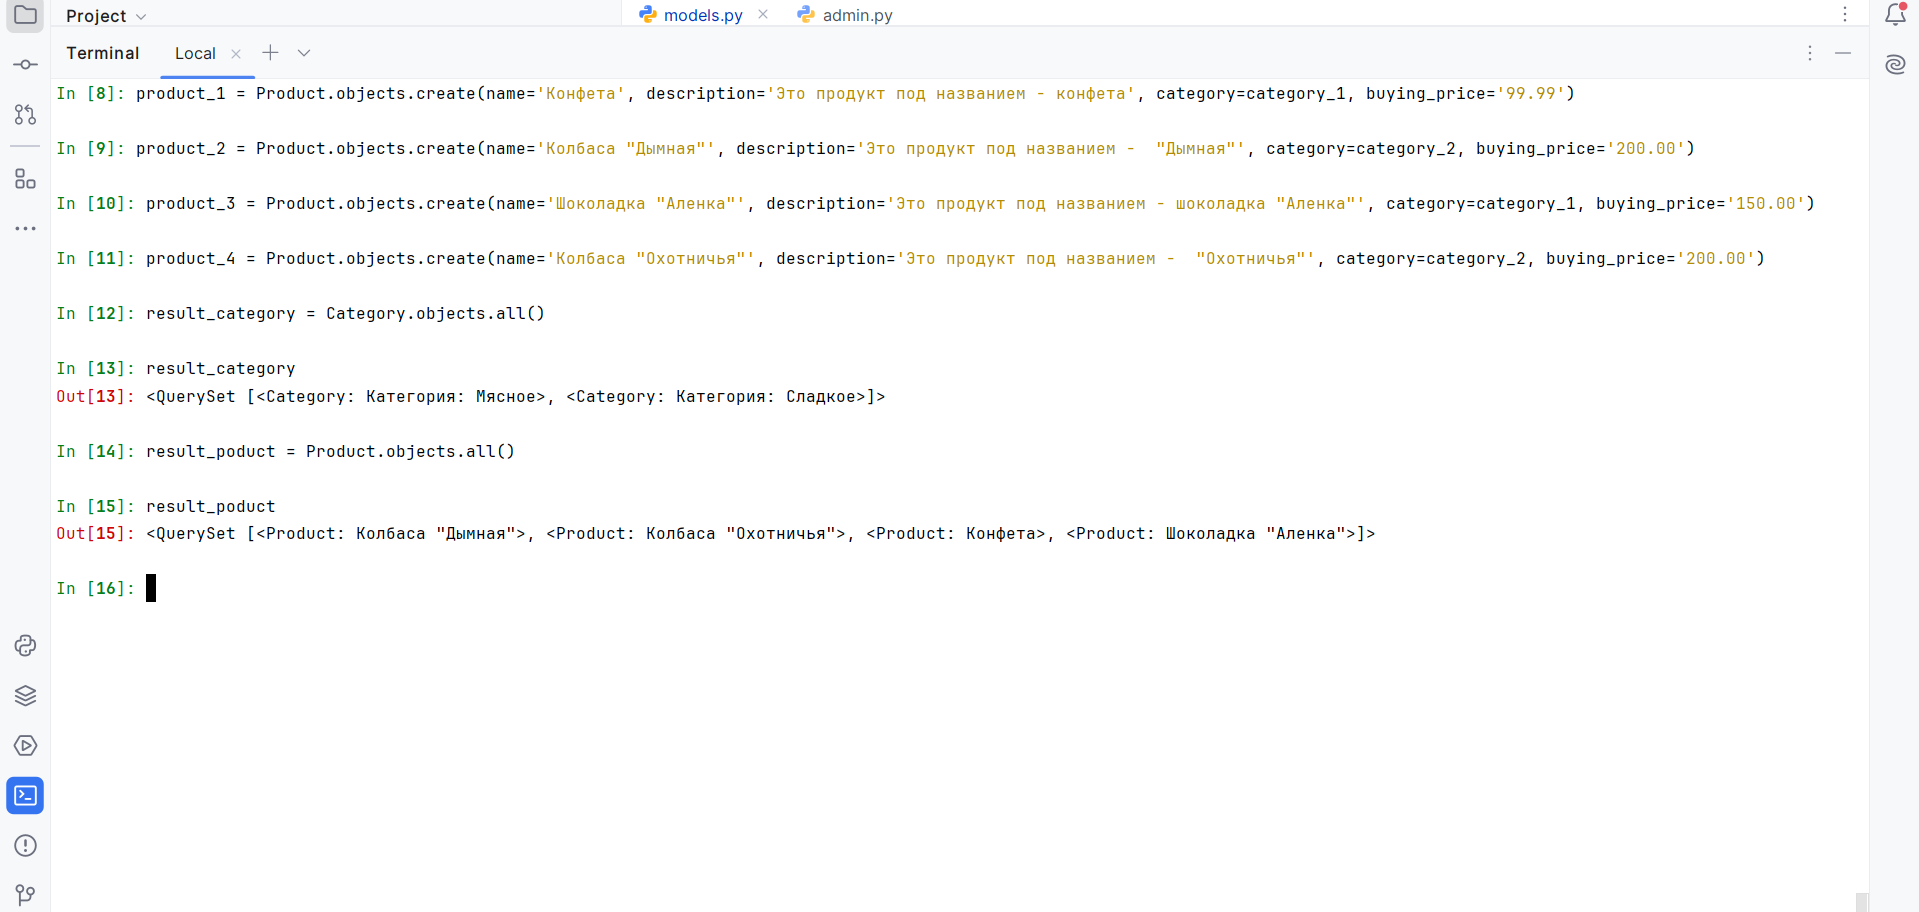 Project
models.py
admin.py
Terminal
Local
In [8]: product_1 = Product.objects.create(name='Конфета', description='Это продукт под названием - конфета', category=category_1, buying_price='99.99')
In [9]: product_2 = Product.objects.create(name='Колбаса "Дымная"', description='Это продукт под названием -  "Дымная"', category=category_2, buying_price='200.00')
In [10]: product_3 = Product.objects.create(name='Шоколадка "Аленка"', description='Это продукт под названием - шоколадка "Аленка"', category=category_1, buying_price='150.00')
In [11]: product_4 = Product.objects.create(name='Колбаса "Охотничья"', description='Это продукт под названием -  "Охотничья"', category=category_2, buying_price='200.00')
In [12]: result_category = Category.objects.all()
In [13]: result_category
Out[13]: <QuerySet [<Category: Категория: Мясное>, <Category: Категория: Сладкое>]>
In [14]: result_poduct = Product.objects.all()
In [15]: result_poduct
Out[15]: <QuerySet [<Product: Колбаса "Дымная">, <Product: Колбаса "Охотничья">, <Product: Конфета>, <Product: Шоколадка "Аленка">]>
In [16]: